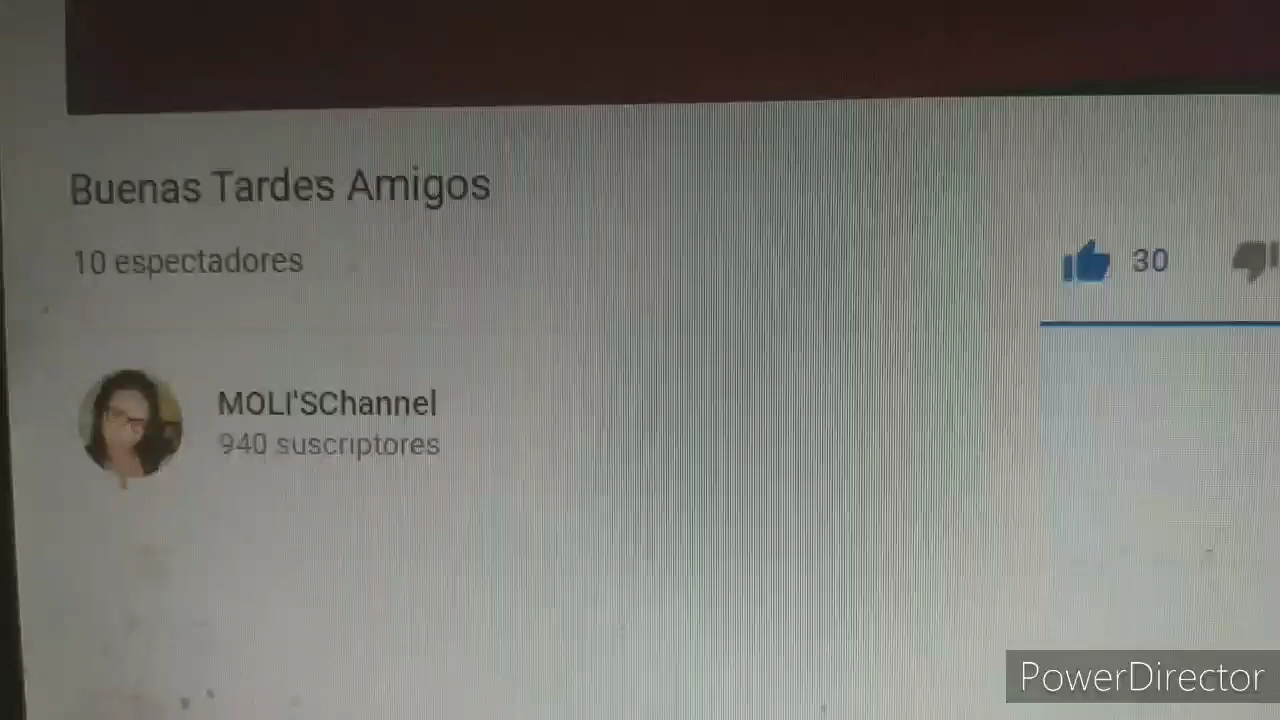 Buenas Tardes Amigos
10 espectadores
30
MOLI'SChannel
940 suscriptores
PowerDirector